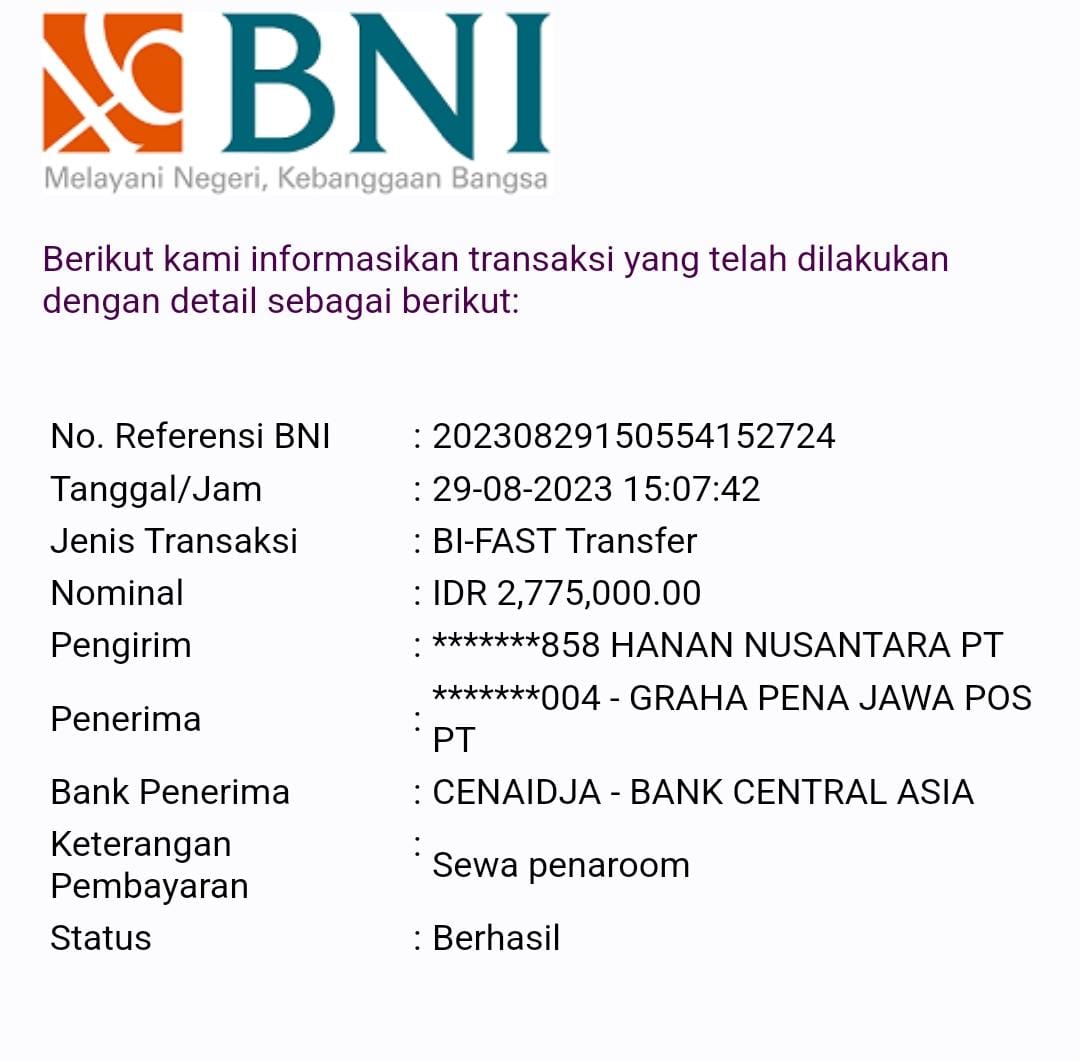 BNI
Melayani Negeri, Kebanggaan Bangsa
Berikut kami informasikan transaksi yang telah dilakukan
dengan detail sebagai berikut:
No. Referensi BNI : 20230829150554152724
Tanggal/Jam : 29-08-2023 15:07:42
Jenis Transaksi : BI-FAST Transfer
Nominal : IDR 2,775,000.00
Pengirim : *******858 HANAN NUSANTARA PT
Penerima : *******004 - GRAHA PENA JAWA POS
PT
Bank Penerima : CENAIDJA - BANK CENTRAL ASIA
Keterangan
Pembayaran : Sewa penaroom
Status : Berhasil